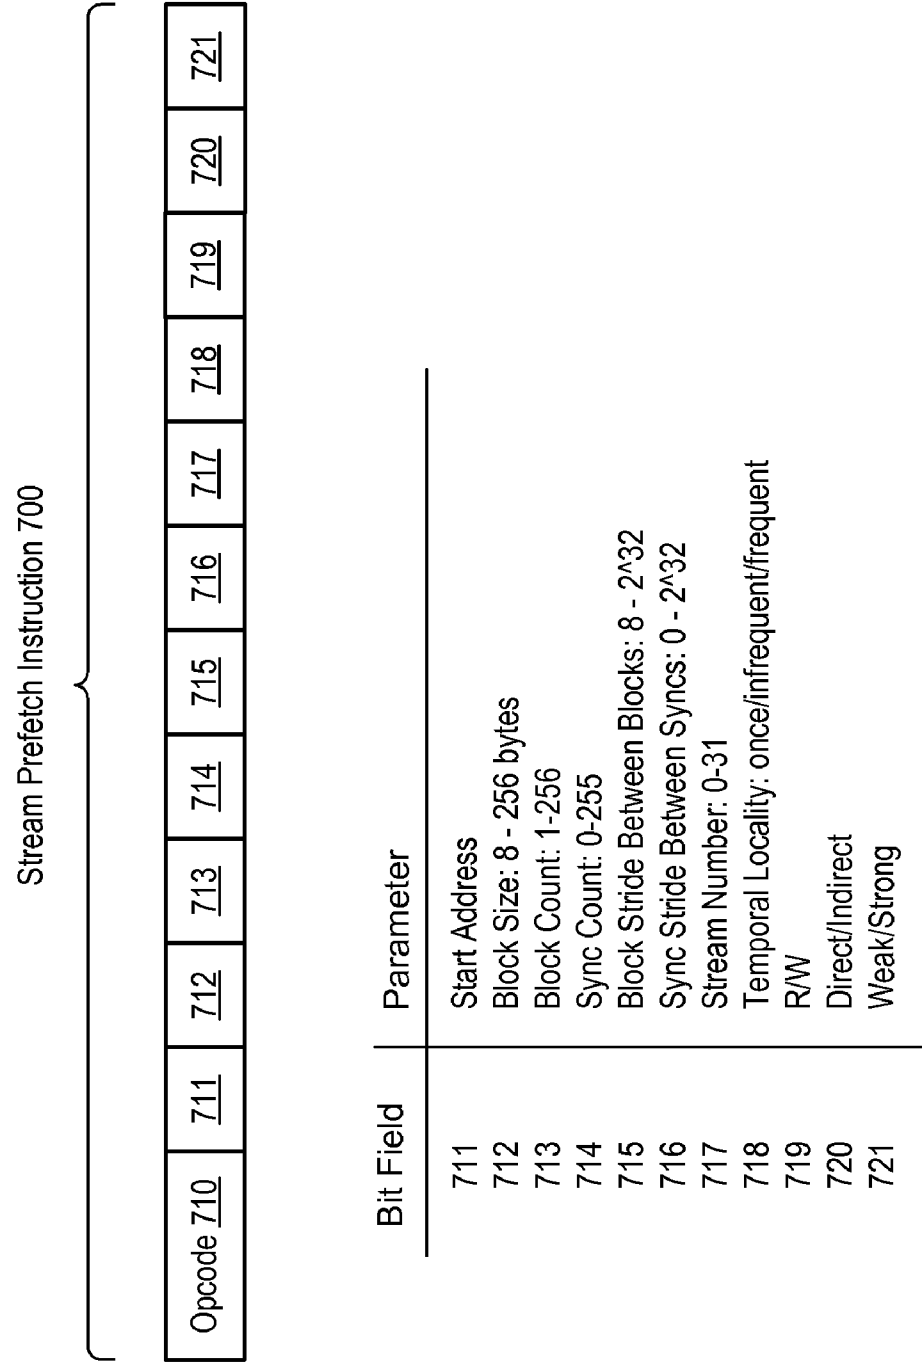 Stream Prefetch Instruction 700
Opcode 710 711 712 713 714 715 716 717 718 719 720 721
Bit Field Parameter
711 Start Address
712 Block Size: 8 - 256 bytes
713 Block Count: 1-256
714 Sync Count: 0-255
715 Block Stride Between Blocks: 8 - 2^32
716 Sync Stride Between Syncs: 0 - 2^32
717 Stream Number: 0-31
718 Temporal Locality: once/infrequent/frequent
719 R/W
720 Direct/Indirect
721 Weak/Strong